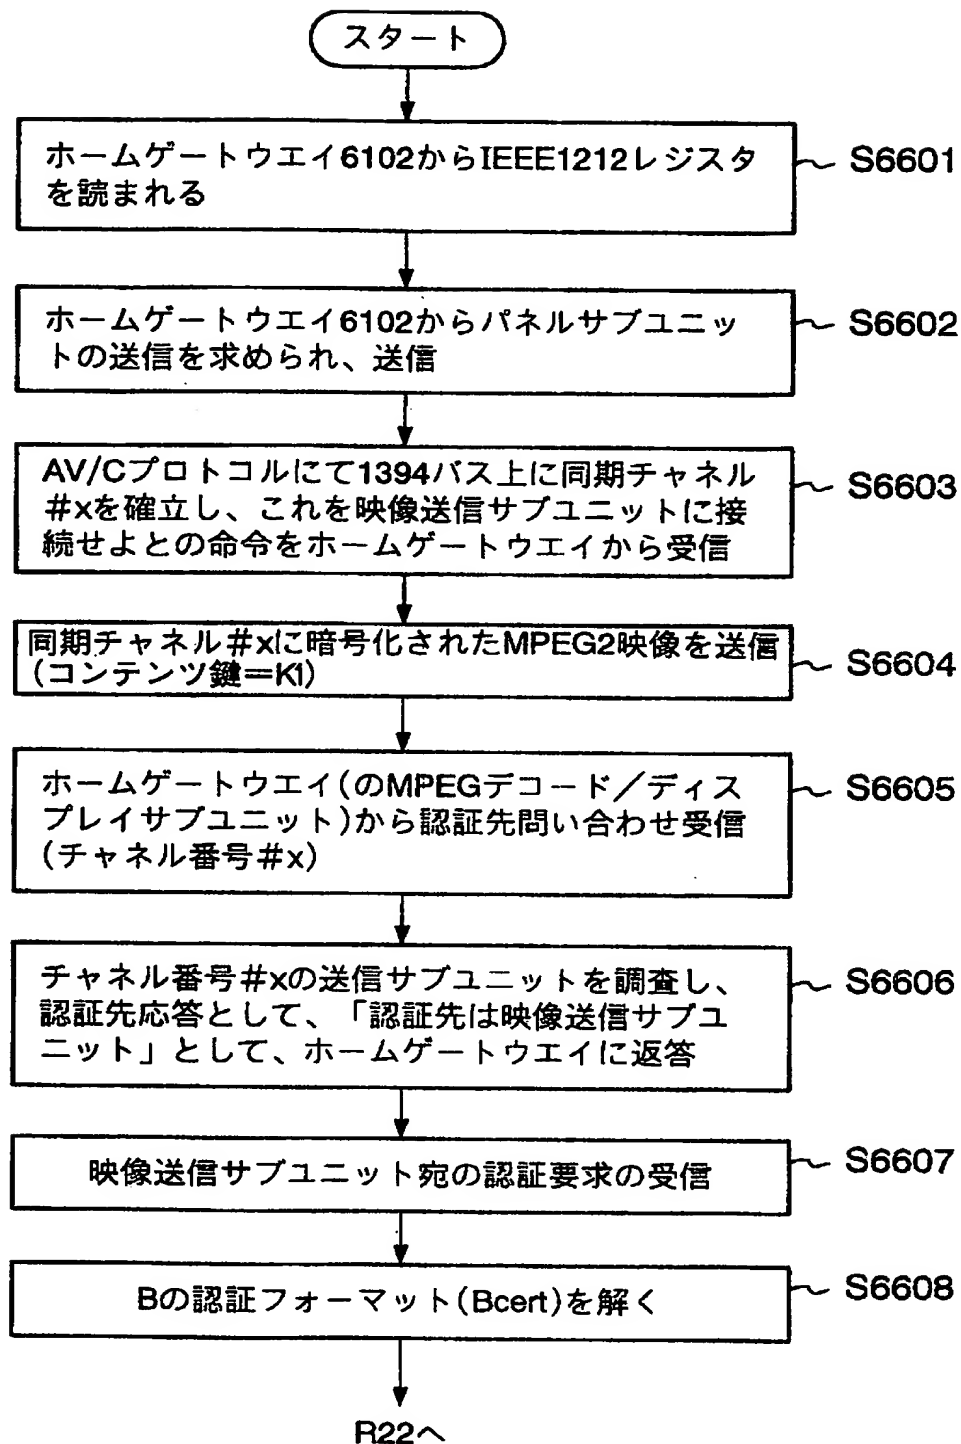 スタート
ホームゲートウエイ6102からIEEE1212レジスタ
を読まれる
S6601
ホームゲートウエイ6102からパネルサブユニッ
トの送信を求められ、送信
S6602
AV/Cプロトコルにて1394バス上に同期チャネル
#xを確立し、これを映像送信サブユニットに接
続せよとの命令をホームゲートウエイから受信
S6603
同期チャネル#xに暗号化されたMPEG2映像を送信
(コンテンツ鍵=K1)
S6604
ホームゲートウエイ(のMPEGデコード/ディス
プレイサブユニット)から認証先問い合わせ受信
(チャネル番号#x)
S6605
チャネル番号#xの送信サブユニットを調査し、
認証先応答として、「認証先は映像送信サブユ
ニット」として、ホームゲートウエイに返答
S6606
映像送信サブユニット宛の認証要求の受信
S6607
Bの認証フォーマット(Bcert)を解く
S6608
R22へ